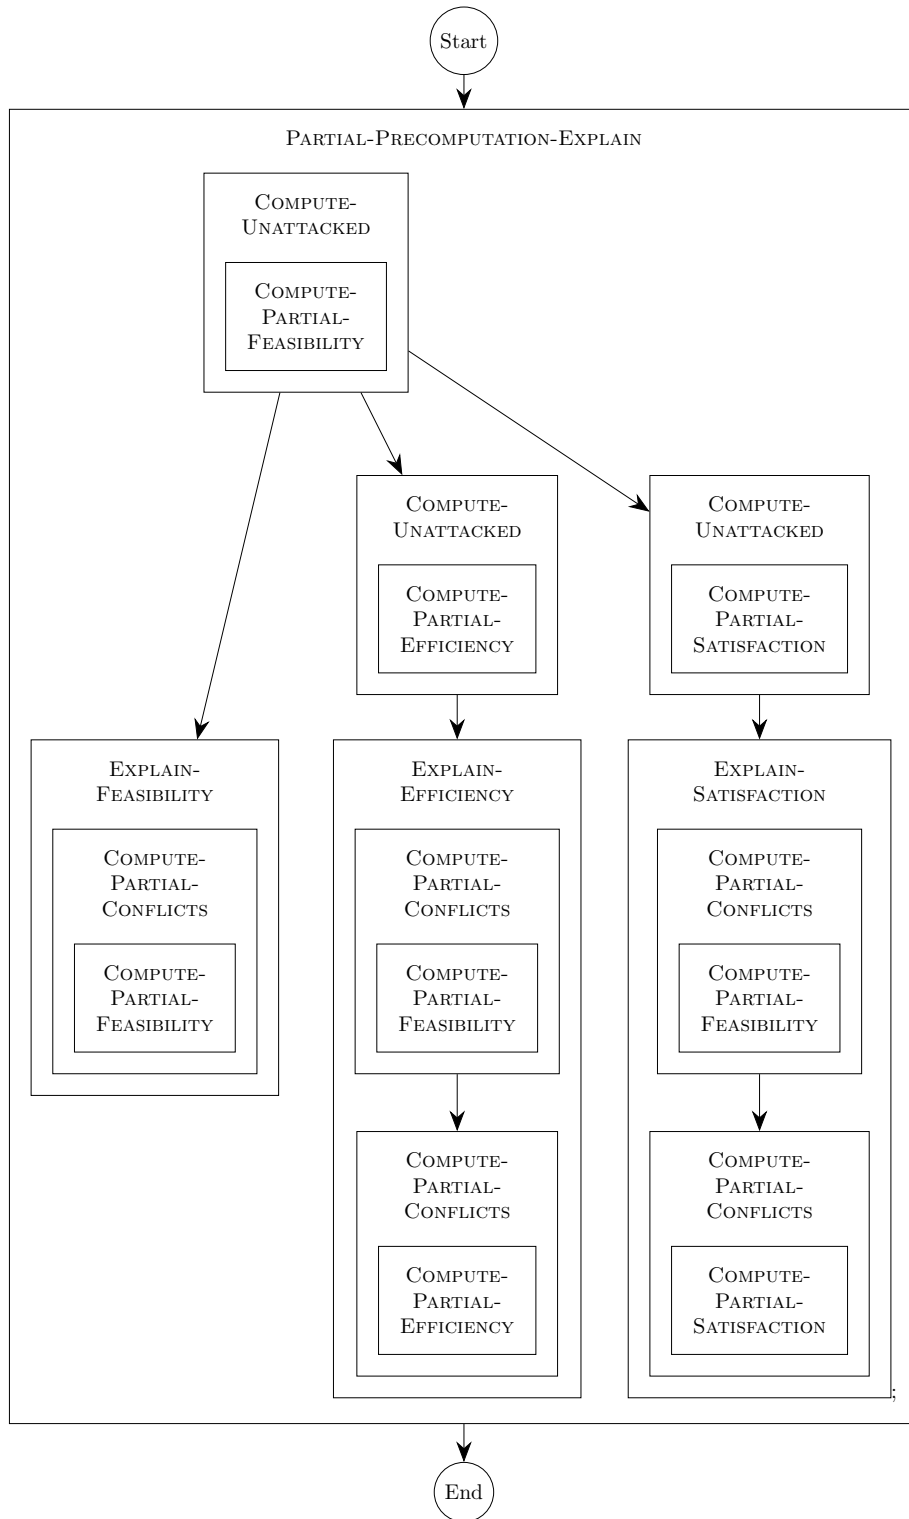 Start
Partial-Precomputation-Explain
Compute-
Unattacked
Compute-
Partial-
Feasibility
Compute-
Unattacked
Compute-
Partial-
Efficiency
Compute-
Unattacked
Compute-
Partial-
Satisfaction
Explain-
Feasibility
Compute-
Partial-
Conflicts
Compute-
Partial-
Feasibility
Explain-
Efficiency
Compute-
Partial-
Conflicts
Compute-
Partial-
Feasibility
Compute-
Partial-
Conflicts
Compute-
Partial-
Efficiency
Explain-
Satisfaction
Compute-
Partial-
Conflicts
Compute-
Partial-
Feasibility
Compute-
Partial-
Conflicts
Compute-
Partial-
Satisfaction
;
End